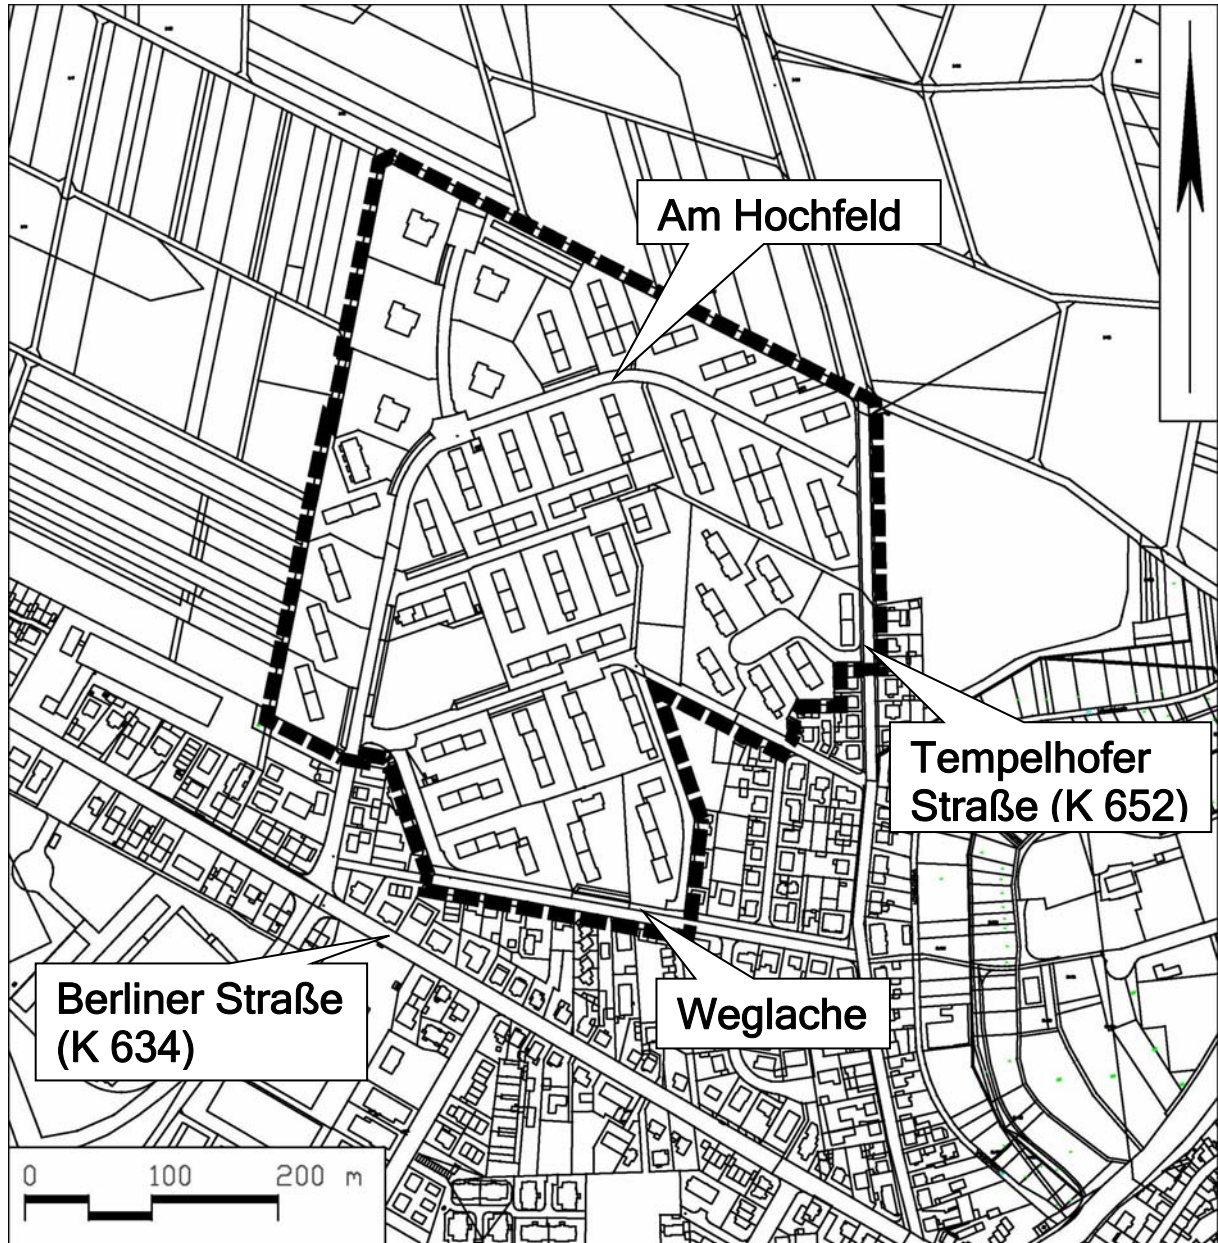 Am Hochfeld
Tempelhofer
Straße (K 652)
Berliner Straße
(K 634)
Weglache
0 100 200 m